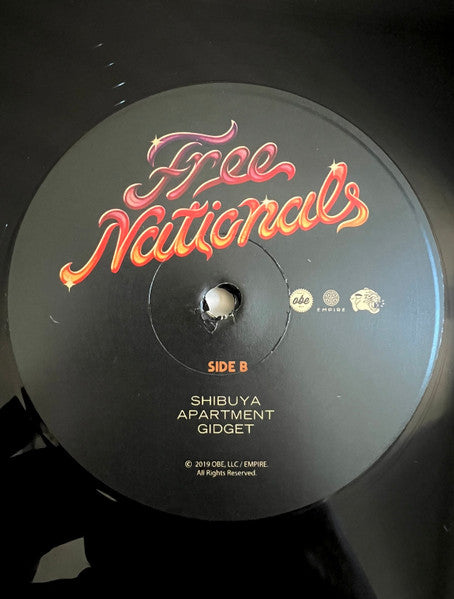 Free
Nationals
obe
EMPIRE
SIDE B
SHIBUYA
APARTMENT
GIDGET
© 2019 OBE, LLC / EMPIRE.
All Rights Reserved.